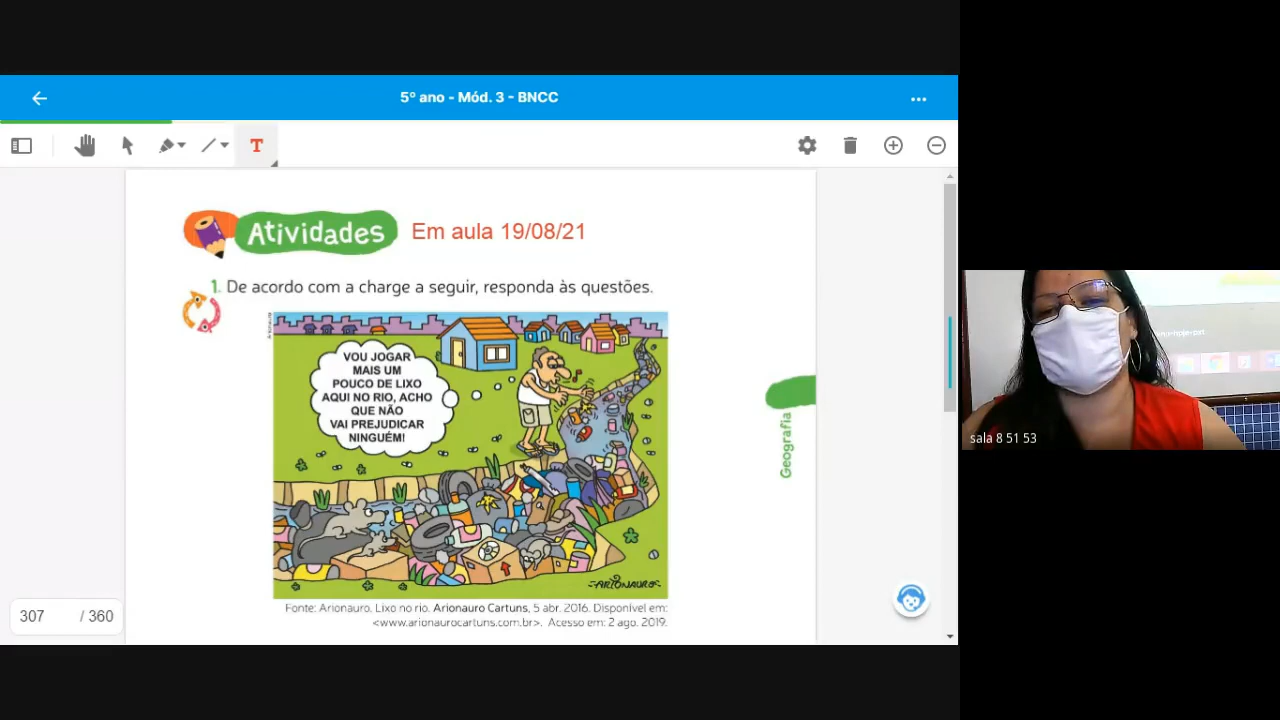 5º ano - Mód. 3 - BNCC
T
Atividades
Em aula 19/08/21
1. De acordo com a charge a seguir, responda às questões.
VOU JOGAR
MAIS UM
POUCO DE LIXO
AQUI NO RIO, ACHO
QUE NÃO
VAI PREJUDICAR
NINGUÉM!
ARIONAURO
Fonte: Arionauro. Lixo no rio. Arionauro Cartuns, 5 abr. 2016. Disponível em:
<www.arionaurocartuns.com.br>. Acesso em: 2 ago. 2019.
Geografia
307 / 360
sala 8 51 53